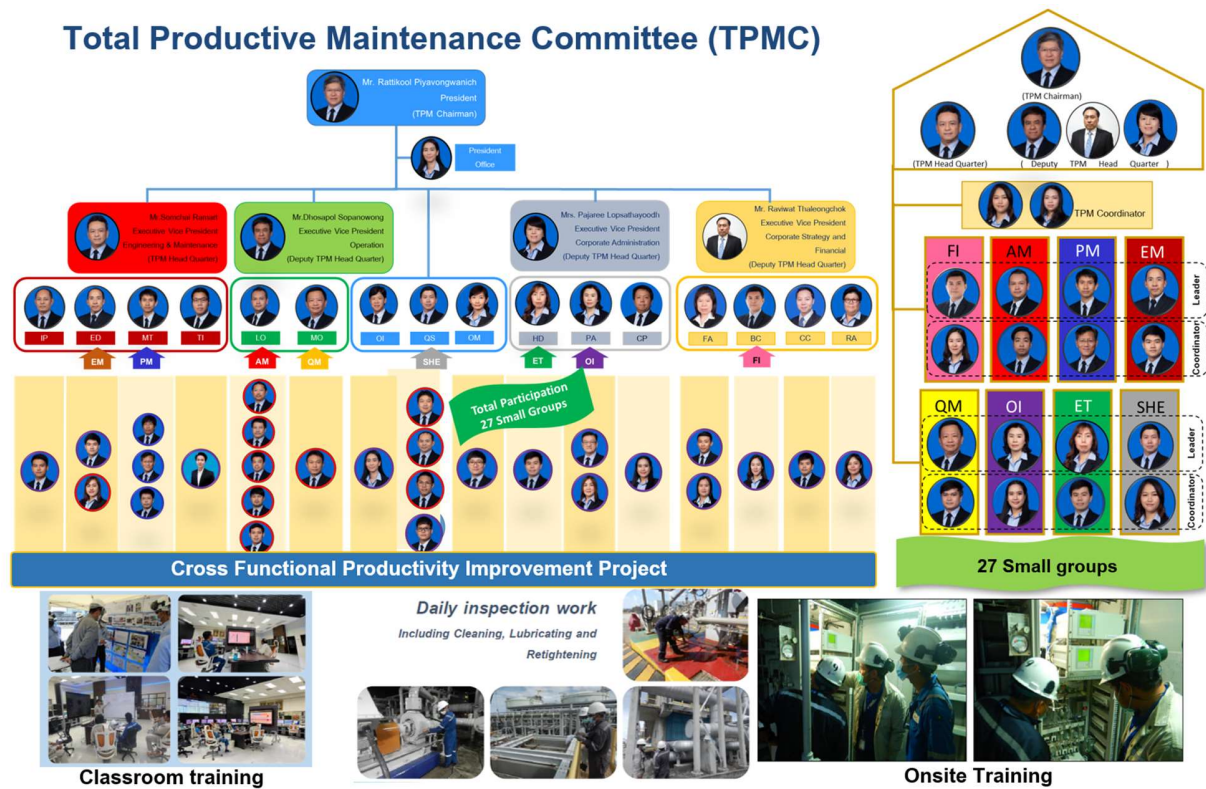 Total Productive Maintenance Committee (TPMC)
Mr. Rattikool Piyavongwanich
President
(TPM Chairman)
President
Office
Executive Vice President
Engineering & Maintenance
(TPM Head Quarter)
Mr.Dhosapol Sopanowong
Executive Vice President
Operation
(Deputy TPM Head Quarter)
Mrs. Pajaree Lopsathayoodh
Executive Vice President
Corporate Administration
(Deputy TPM Head Quarter)
Mr. Raviwat Thaleongchok
Executive Vice President
Corporate Strategy and
Financial
(Deputy TPM Head Quarter)
IP ED MT TI LO MO OI QS OM HD PA CP FA BC CC RA
EM PM AM QM SHE ET OI FI
Total Participation
27 Small Groups
Cross Functional Productivity Improvement Project
(TPM Chairman)
(TPM Head Quarter) ( Deputy TPM Head Quarter )
TPM Coordinator
FI AM PM EM
Leader
Coordinator
QM OI ET SHE
Leader
Coordinator
27 Small groups
Daily inspection work
Including Cleaning, Lubricating and
Retightening
Classroom training
Onsite Training